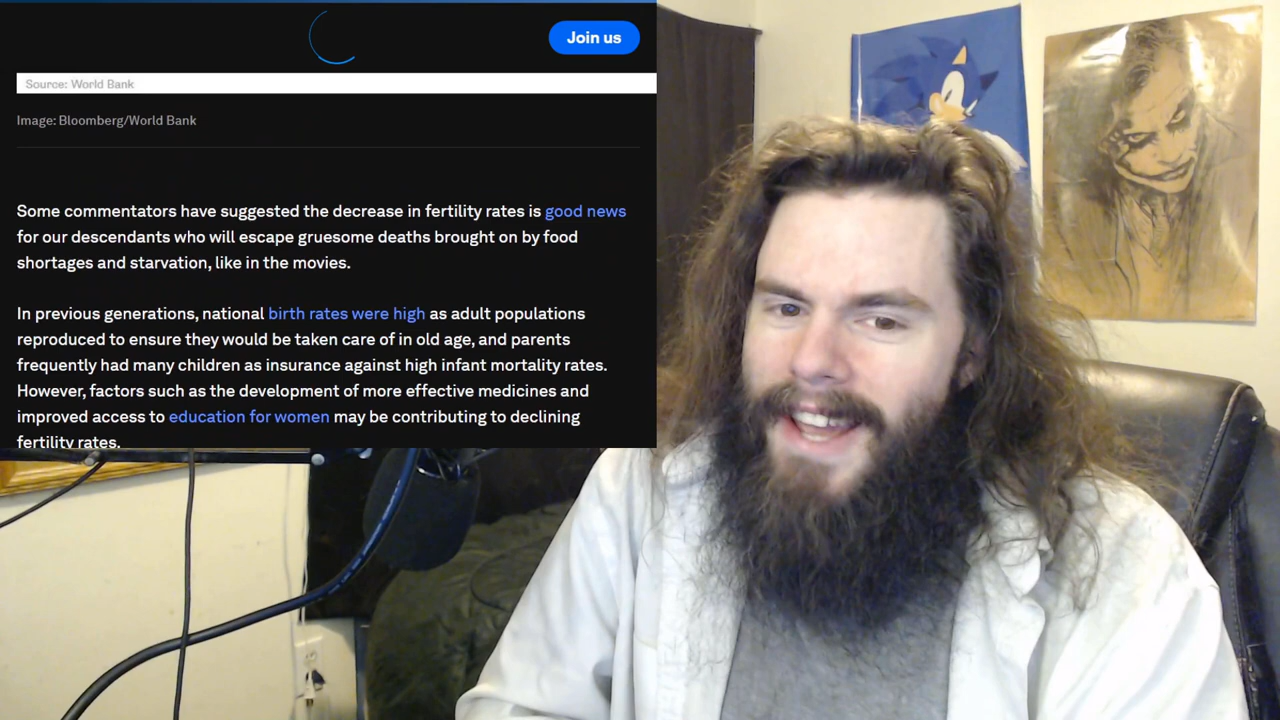 Join us
Source: World Bank
Image: Bloomberg/World Bank
Some commentators have suggested the decrease in fertility rates is good news
for our descendants who will escape gruesome deaths brought on by food
shortages and starvation, like in the movies.
In previous generations, national birth rates were high as adult populations
reproduced to ensure they would be taken care of in old age, and parents
frequently had many children as insurance against high infant mortality rates.
However, factors such as the development of more effective medicines and
improved access to education for women may be contributing to declining
fertility rates.